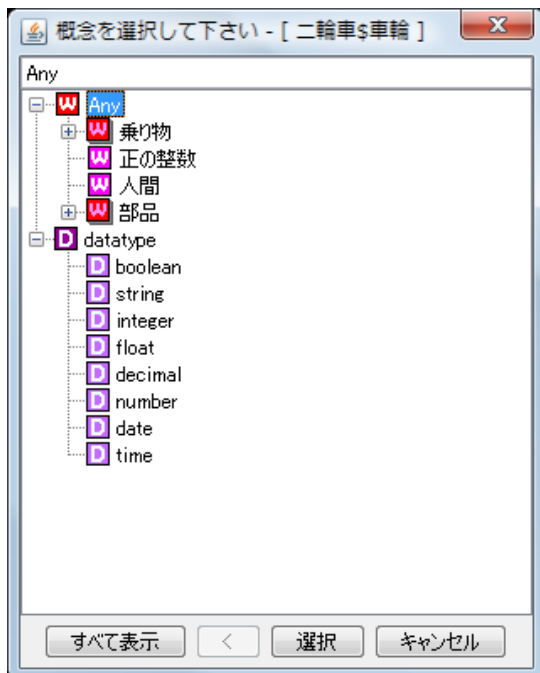 概念を選択して下さい - [ 二輪車$車輪 ]
Any
W Any
W 乗り物
W 正の整数
W 人間
W 部品
D datatype
D boolean
D string
D integer
D float
D decimal
D number
D date
D time
すべて表示 < 選択 キャンセル